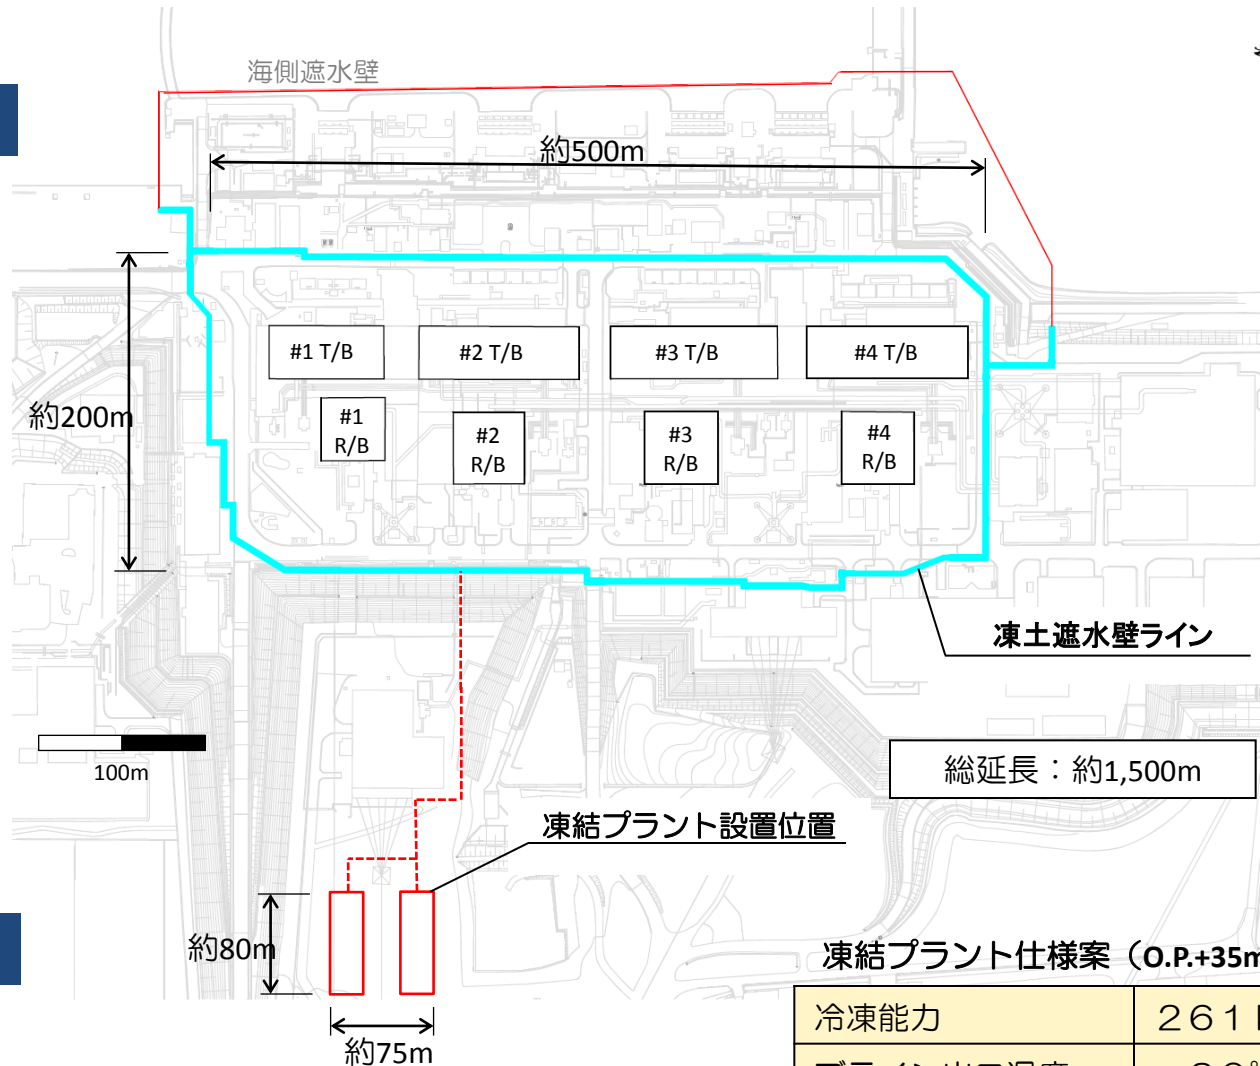 海側遮水壁
約500m
約200m
#1 T/B
#2 T/B
#3 T/B
#4 T/B
#1
R/B
#2
R/B
#3
R/B
#4
R/B
凍土遮水壁ライン
100m
総延長：約1,500m
凍結プラント設置位置
約80m
約75m
凍結プラント仕様案（O.P.+35m
冷凍能力
２６１